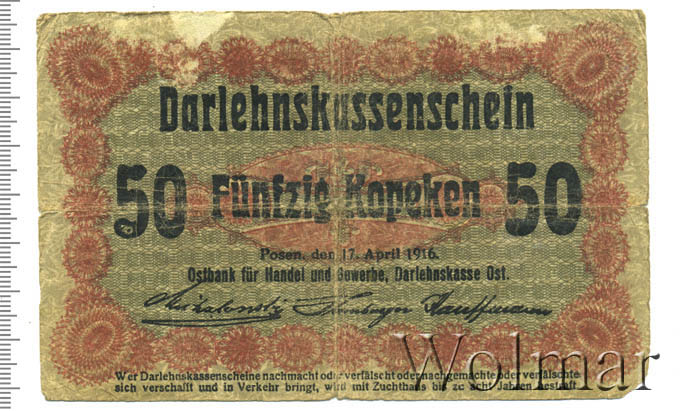 Darlehnskassenschein
50 Fünfzig Kopeken 50
Posen, den 17. April 1916.
Ostbank für Handel und Gewerbe, Darlehnskasse Ost.
Kauffmann
Wer Darlehnskassenscheine nachmacht oder verfälscht oder nachgemachte oder verfälschte
sich verschafft und in Verkehr bringt, wird mit Zuchthaus bis zu acht Jahren bestraft.
Wolmar